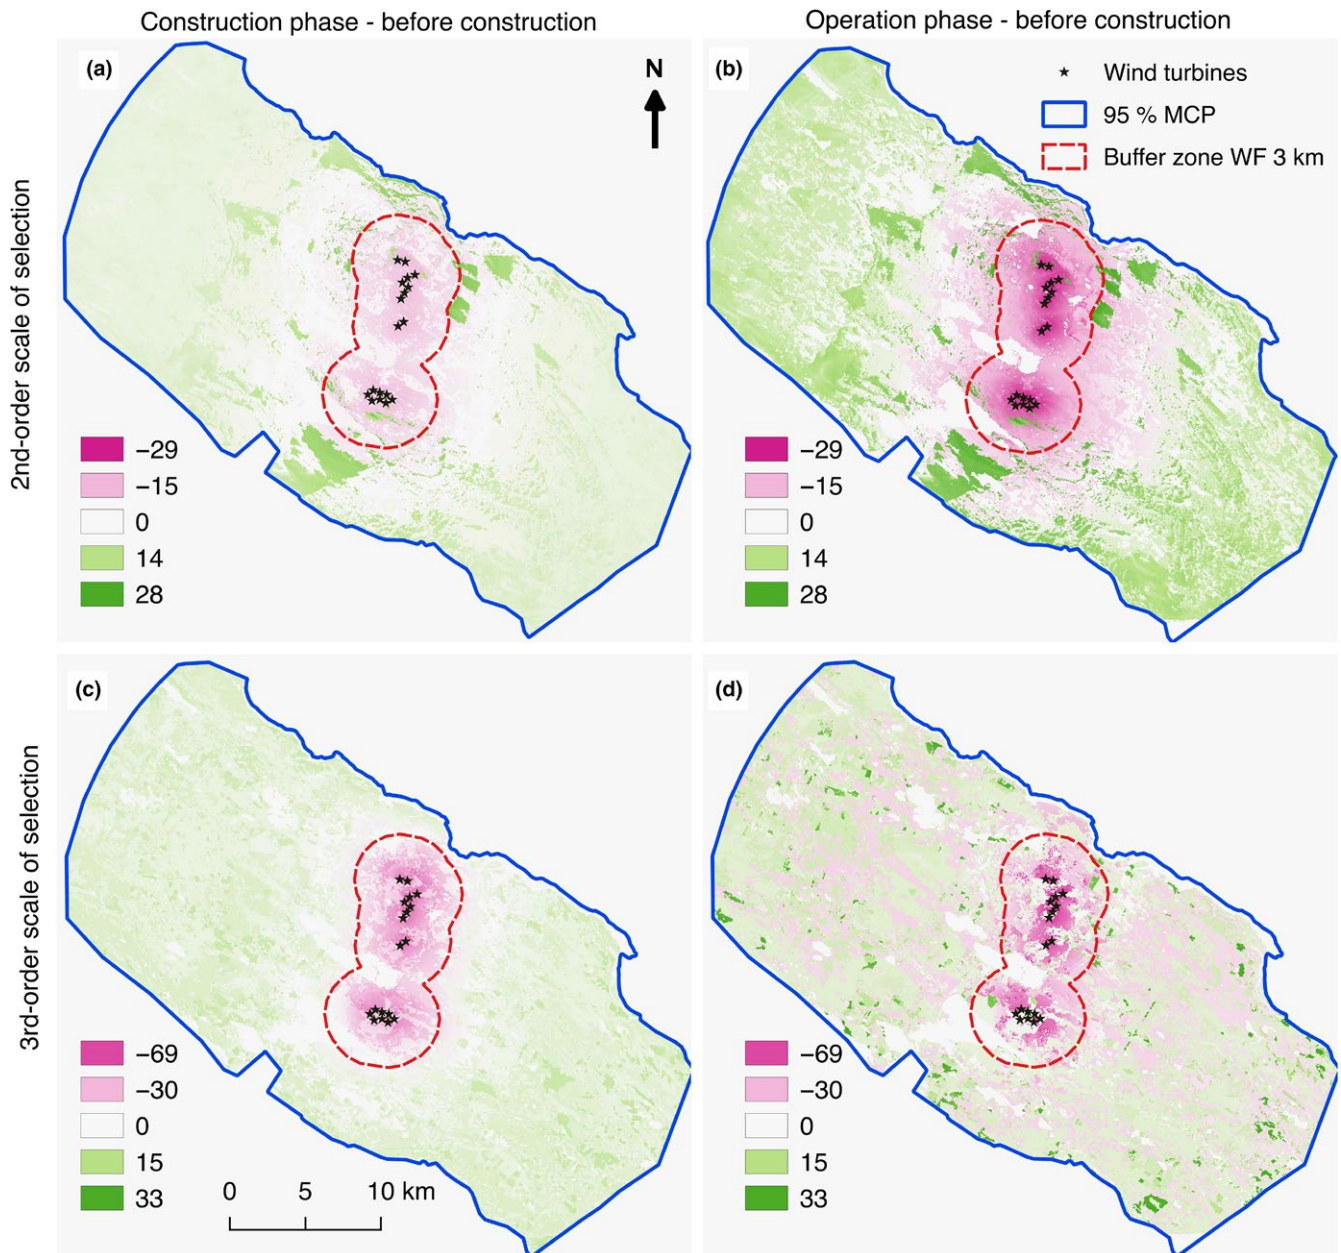 Construction phase - before construction
Operation phase - before construction
(a)
N
(b)
Wind turbines
95 % MCP
Buffer zone WF 3 km
2nd-order scale of selection
−29
−15
0
14
28
−29
−15
0
14
28
(c)
(d)
3rd-order scale of selection
−69
−30
0
15
33
0 5 10 km
−69
−30
0
15
33